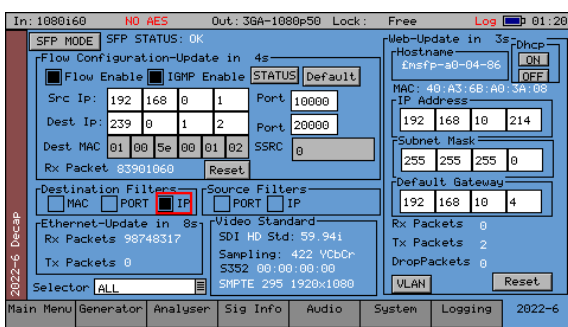 In: 1080i60 NO AES Out: 3GA-1080p50 Lock: Free Log 01:20
SFP MODE SFP STATUS: OK
Flow Configuration-Update in 4s
Flow Enable IGMP Enable STATUS Default
Src Ip: 192 168 0 1 Port 10000
Dest Ip: 239 0 1 2 Port 20000
Dest MAC 01 00 5e 00 01 02 SSRC 0
Rx Packet 83901060 Reset
Destination Filters
MAC PORT IP
Source Filters
PORT IP
Ethernet-Update in 8s
Rx Packets 98748317
Tx Packets 0
Selector ALL
Video Standard
SDI HD Std: 59.94i
Sampling: 422 YCbCr
S352 00:00:00:00
SMPTE 295 1920x1080
Web-Update in 3s
Hostname
£msfp-a0-04-86
Dhcp
ON
OFF
MAC: 40:A3:6B:A0:3A:08
IP Address
192 168 10 214
Subnet Mask
255 255 255 0
Default Gateway
192 168 10 4
Rx Packets 0
Tx Packets 2
DropPackets 0
VLAN Reset
2022-6 Decap
Main Menu Generator Analyser Sig Info Audio System Logging 2022-6